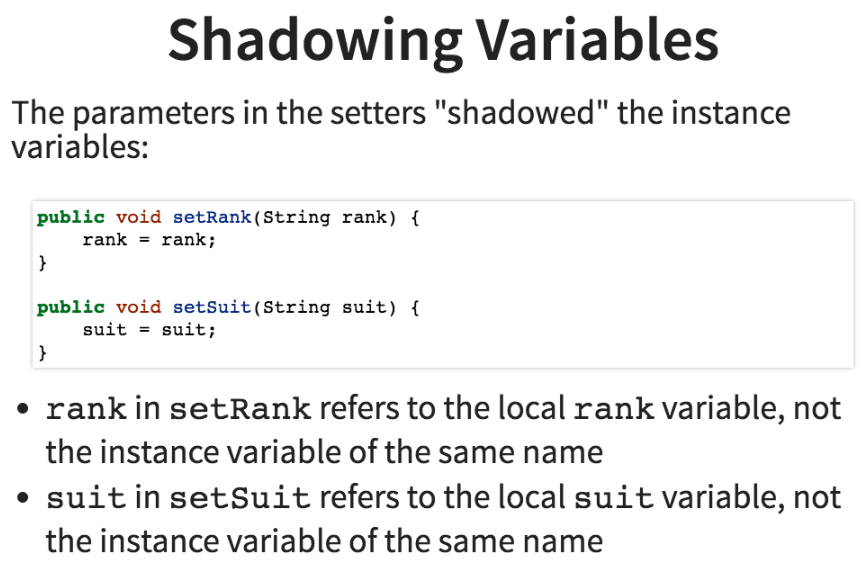 Shadowing Variables
The parameters in the setters "shadowed" the instance
variables:
public void setRank(String rank) {
    rank = rank;
}
public void setSuit(String suit) {
    suit = suit;
}
• rank in setRank refers to the local rank variable, not
the instance variable of the same name
• suit in setSuit refers to the local suit variable, not
the instance variable of the same name